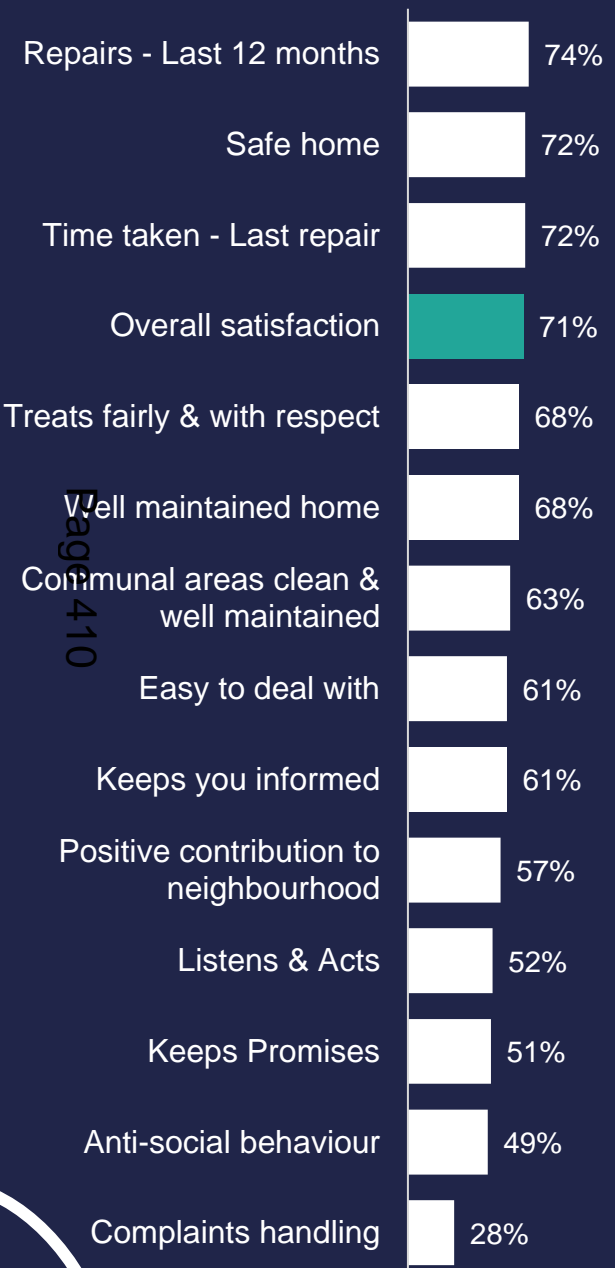 Repairs - Last 12 months 74%
Safe home 72%
Time taken - Last repair 72%
Overall satisfaction 71%
Treats fairly & with respect 68%
Well maintained home 68%
Communal areas clean &
well maintained 63%
Easy to deal with 61%
Keeps you informed 61%
Positive contribution to
neighbourhood 57%
Listens & Acts 52%
Keeps Promises 51%
Anti-social behaviour 49%
Complaints handling 28%
Page 410